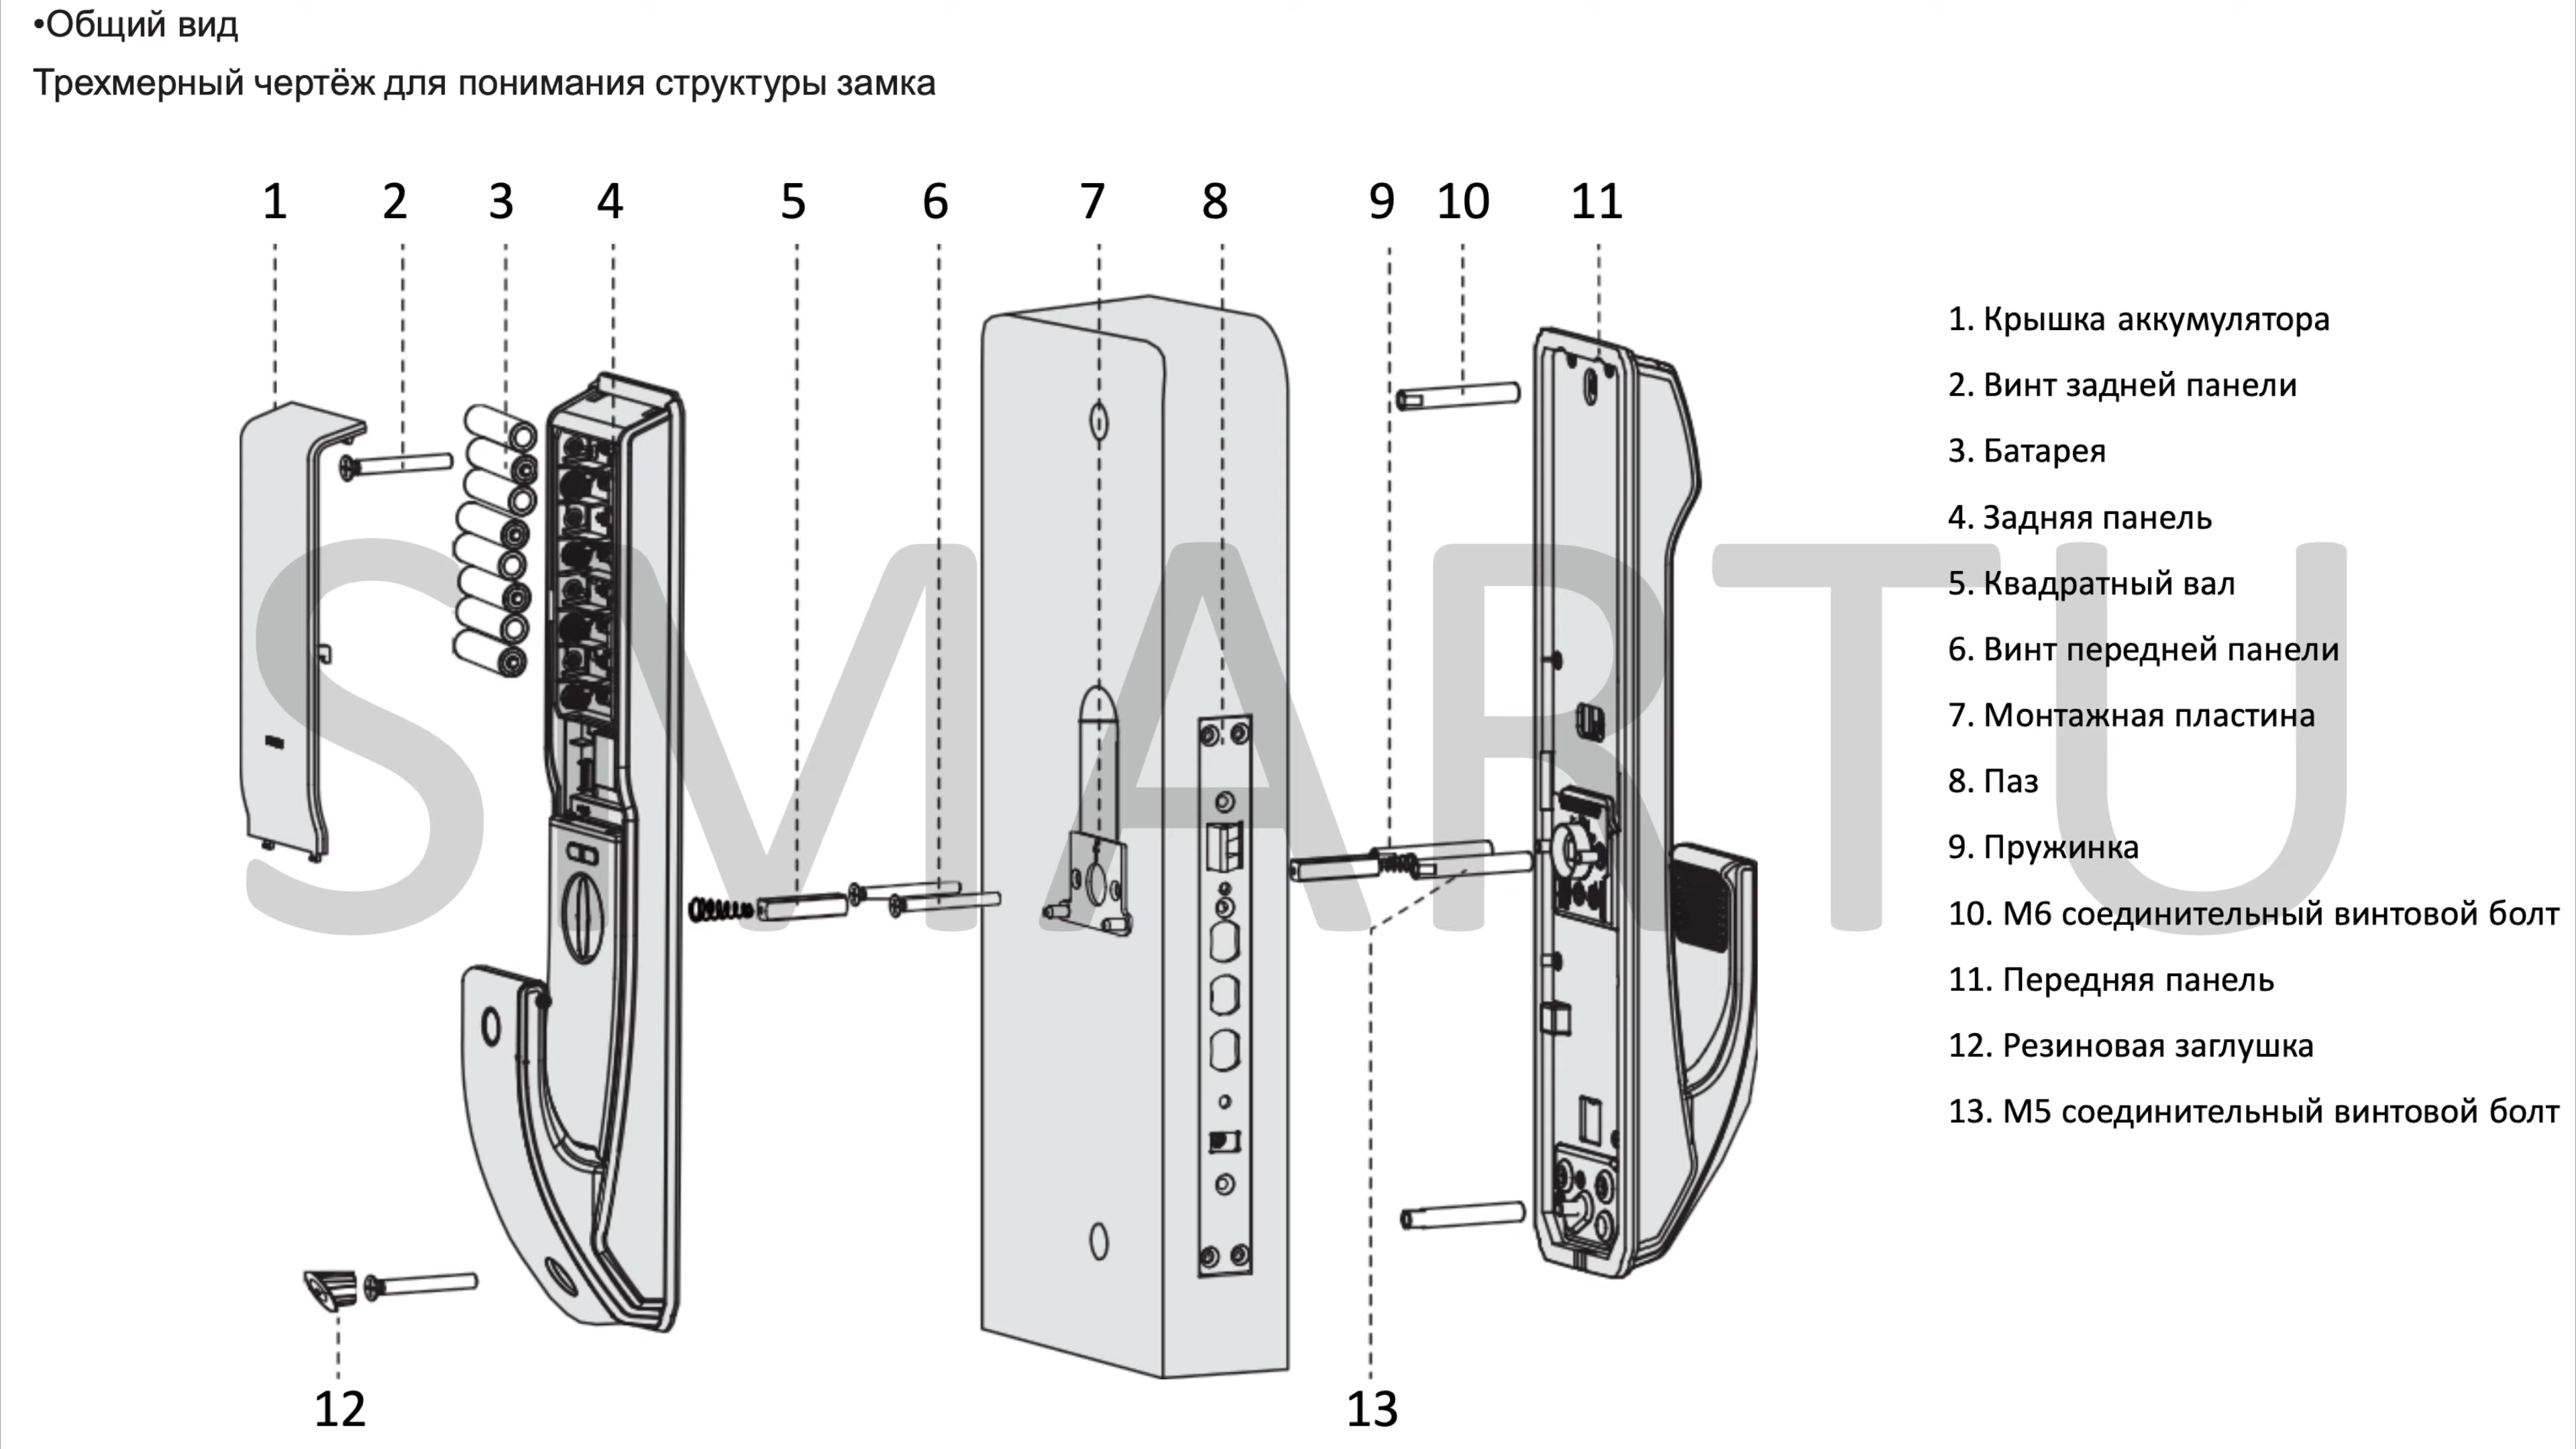 •Общий вид
Трехмерный чертёж для понимания структуры замка
1 2 3 4 5 6 7 8 9 10 11
1. Крышка аккумулятора
2. Винт задней панели
3. Батарея
4. Задняя панель
5. Квадратный вал
6. Винт передней панели
7. Монтажная пластина
8. Паз
9. Пружинка
10. М6 соединительный винтовой болт
11. Передняя панель
12. Резиновая заглушка
13. М5 соединительный винтовой болт
SMARTU
12 13